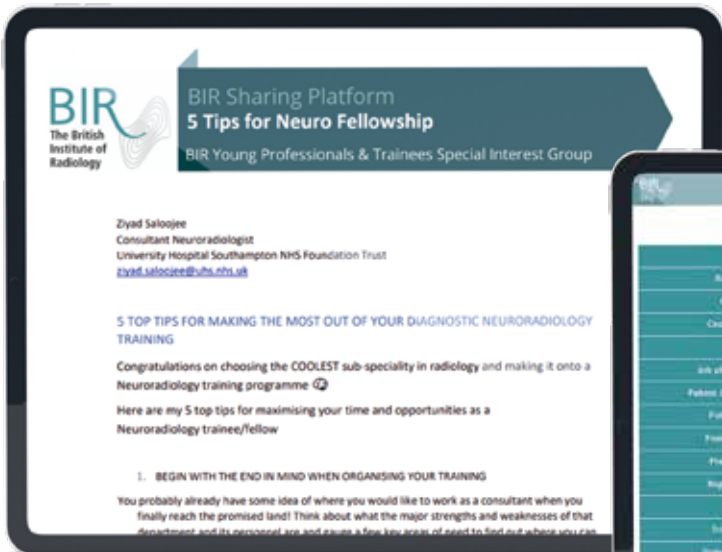 BIR
The British
Institute of
Radiology
BIR Sharing Platform
5 Tips for Neuro Fellowship
BIR Young Professionals & Trainees Special Interest Group
Ziyad Saloojee
Consultant Neuroradiologist
University Hospital Southampton NHS Foundation Trust
ziyad.saloojee@uhs.nhs.uk
5 TOP TIPS FOR MAKING THE MOST OUT OF YOUR DIAGNOSTIC NEURORADIOLOGY
TRAINING
Congratulations on choosing the COOLEST sub-speciality in radiology and making it onto a
Neuroradiology training programme
Here are my 5 top tips for maximising your time and opportunities as a
Neuroradiology trainee/fellow
1. BEGIN WITH THE END IN MIND WHEN ORGANISING YOUR TRAINING
You probably already have some idea of where you would like to work as a consultant when you
finally reach the promised land! Think about what the major strengths and weaknesses of that
department and its personnel are and gauge a few key areas of need to find out where you can